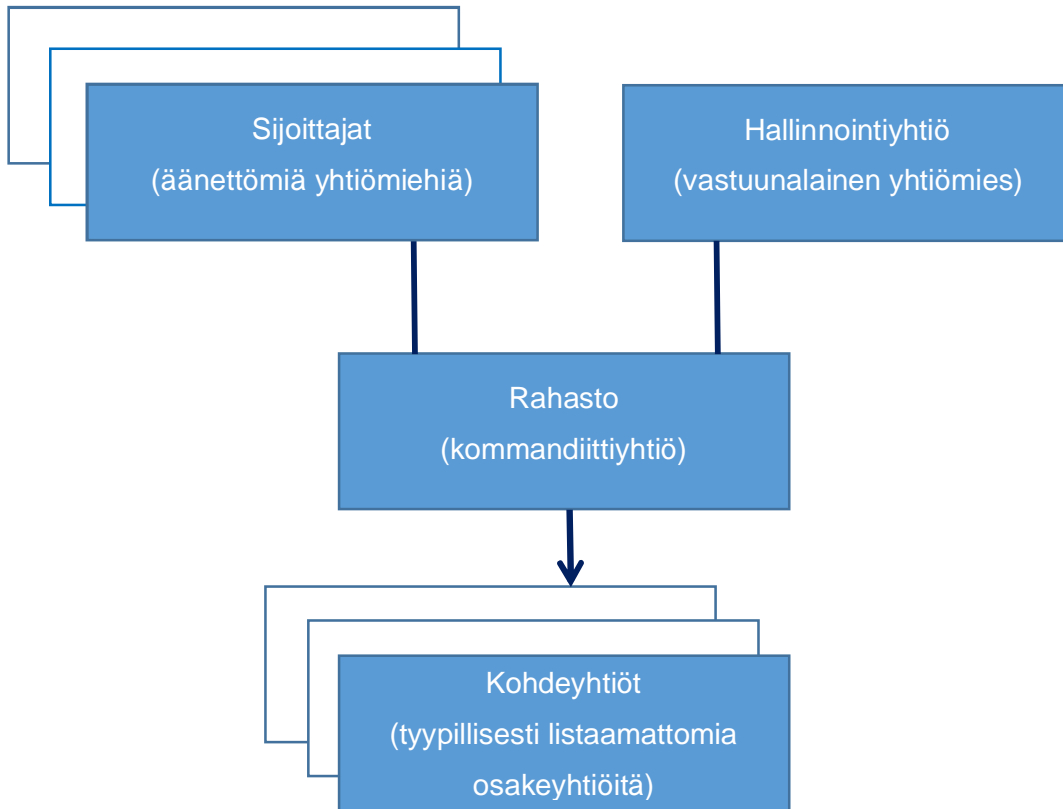 Sijoittajat
(äänettömiä yhtiömiehiä)
Hallinnointiyhtiö
(vastuunalainen yhtiömies)
Rahasto
(kommandiittiyhtiö)
Kohdeyhtiöt
(tyypillisesti listaamattomia
osakeyhtiöitä)